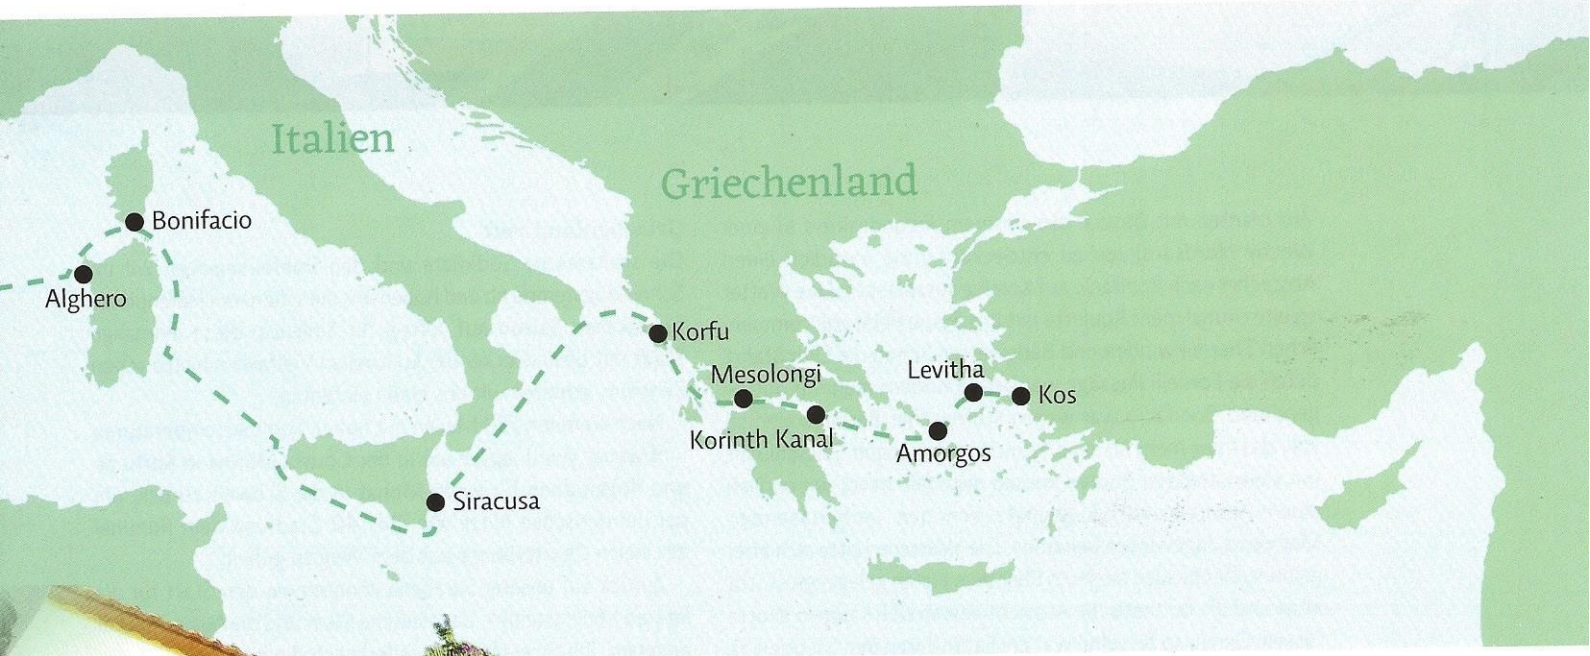 Italien
Griechenland
Bonifacio
Alghero
Korfu
Mesolongi
Levitha
Kos
Korinth Kanal
Amorgos
Siracusa